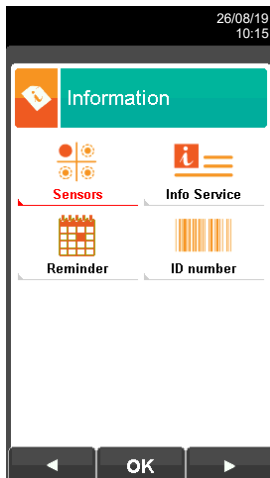 26/08/19
10:15
Information
Sensors
Info Service
Reminder
ID number
OK